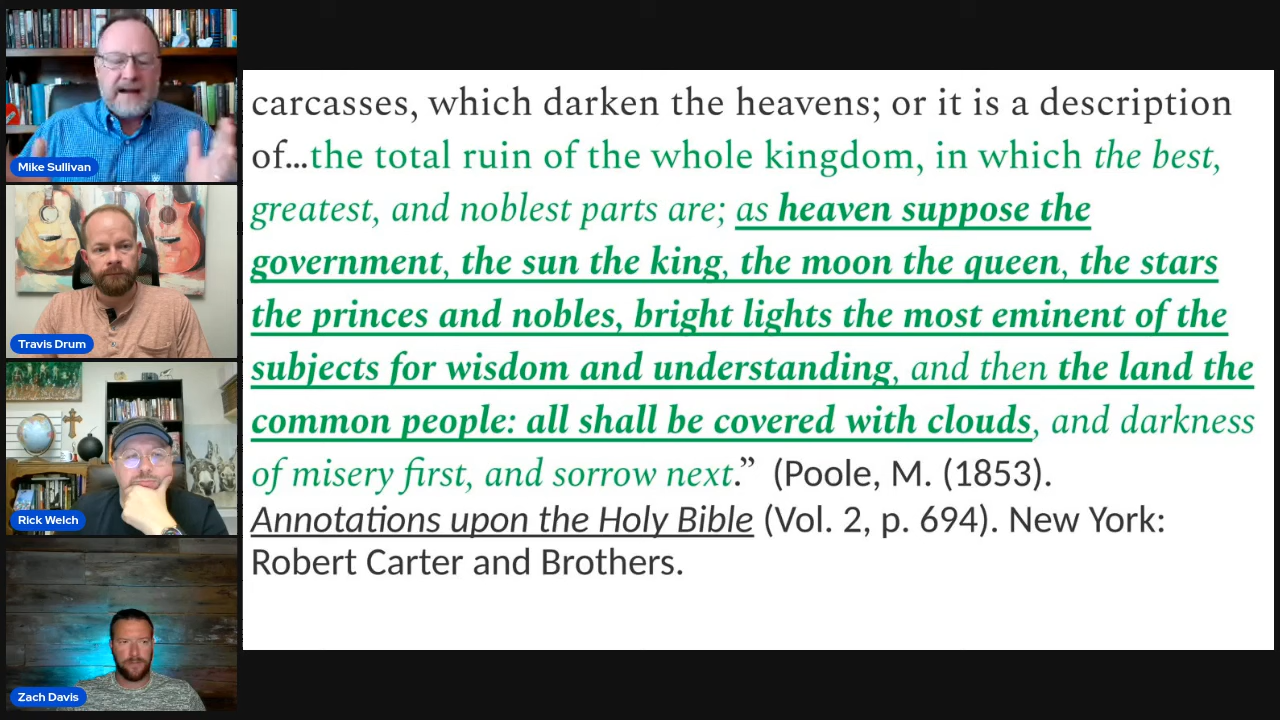 Mike Sullivan
Travis Drum
Rick Welch
Zach Davis
carcasses, which darken the heavens; or it is a description
of…the total ruin of the whole kingdom, in which the best,
greatest, and noblest parts are; as heaven suppose the
government, the sun the king, the moon the queen, the stars
the princes and nobles, bright lights the most eminent of the
subjects for wisdom and understanding, and then the land the
common people: all shall be covered with clouds, and darkness
of misery first, and sorrow next.” (Poole, M. (1853).
Annotations upon the Holy Bible (Vol. 2, p. 694). New York:
Robert Carter and Brothers.